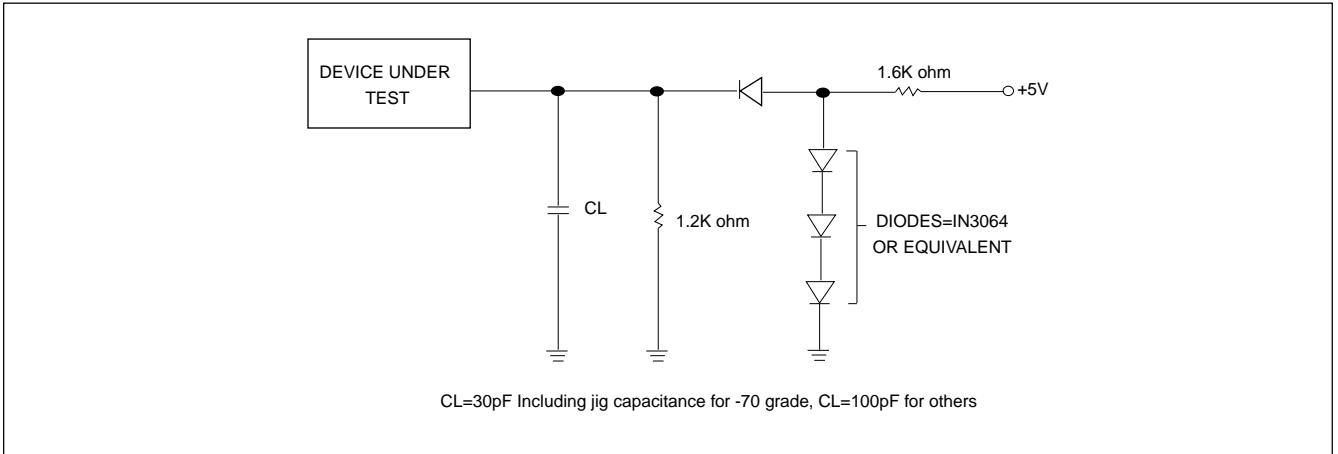 DEVICE UNDER
TEST
1.6K ohm
+5V
CL
1.2K ohm
DIODES=IN3064
OR EQUIVALENT
CL=30pF Including jig capacitance for -70 grade, CL=100pF for others